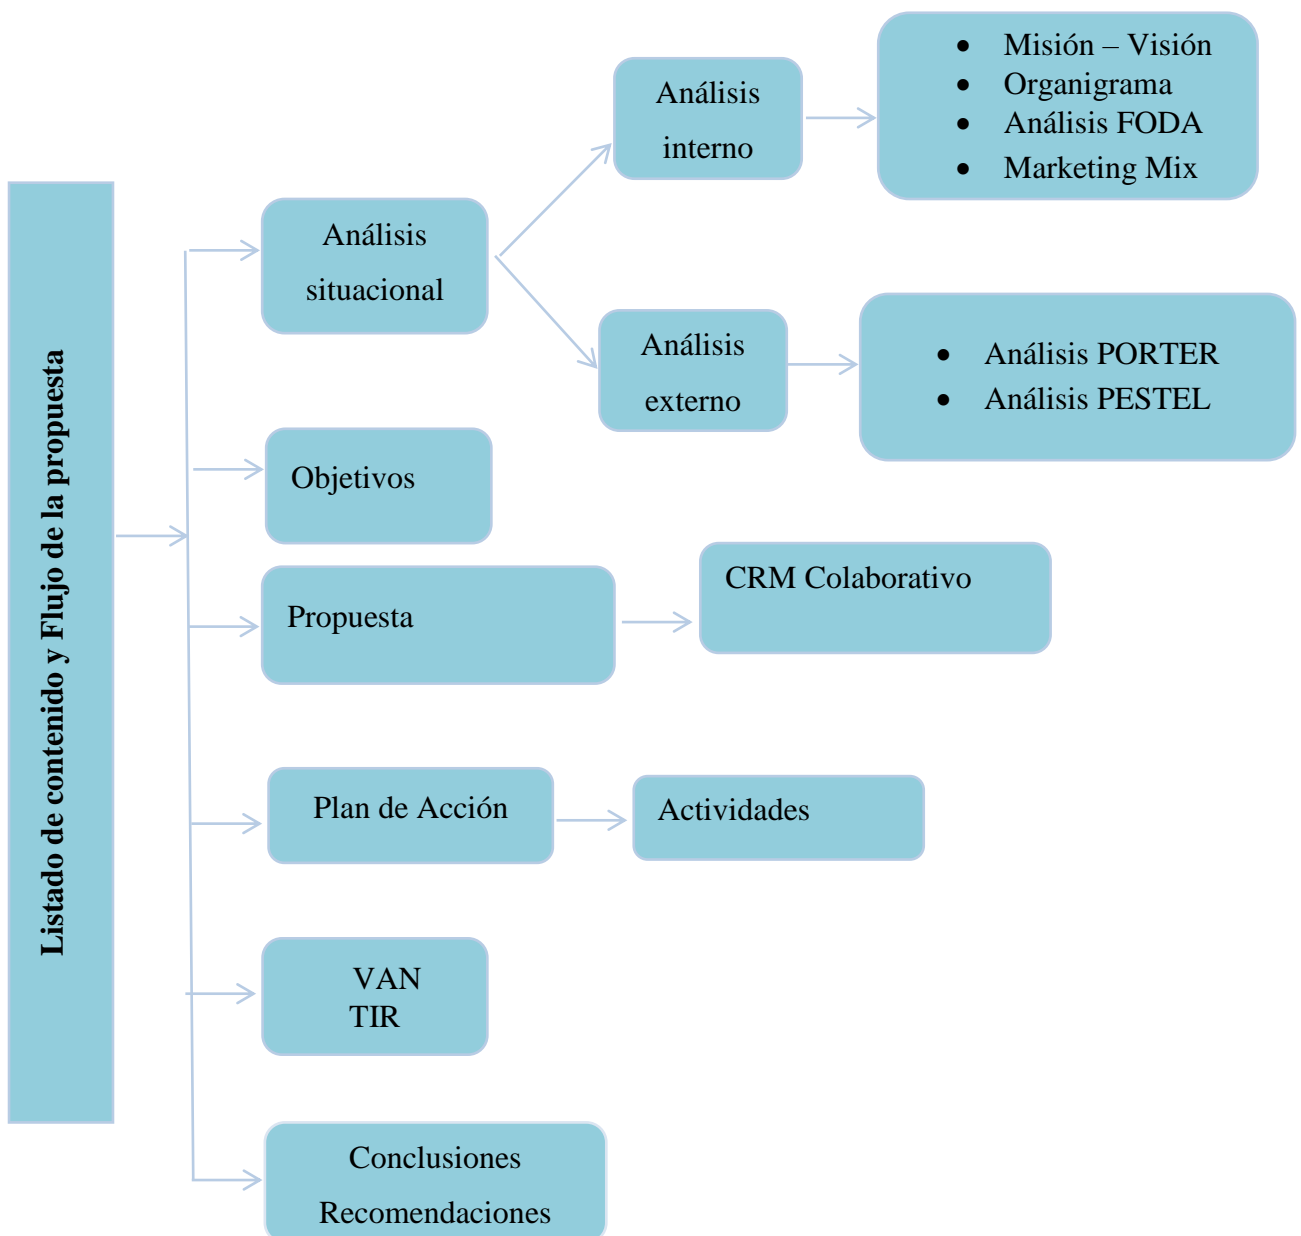 Listado de contenido y Flujo de la propuesta
Análisis
situacional
Análisis
interno
• Misión – Visión
• Organigrama
• Análisis FODA
• Marketing Mix
Análisis
externo
• Análisis PORTER
• Análisis PESTEL
Objetivos
Propuesta
CRM Colaborativo
Plan de Acción
Actividades
VAN
TIR
Conclusiones
Recomendaciones